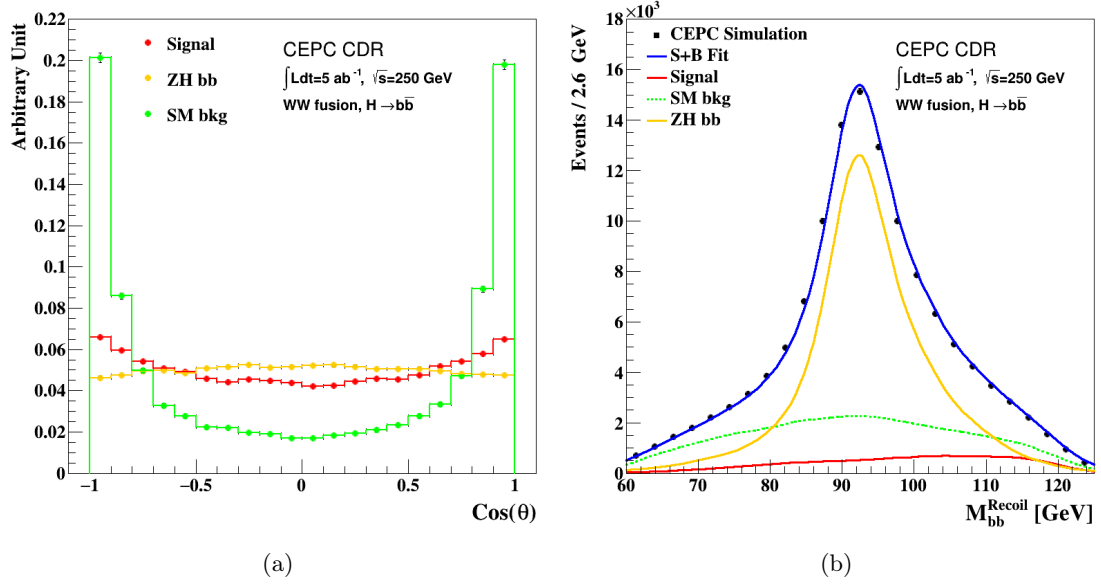 Arbitrary Unit
0.22
0.2
0.18
0.16
0.14
0.12
0.1
0.08
0.06
0.04
0.02
0
−1
−0.5
0
0.5
1
Cos(θ)
Signal
ZH bb
SM bkg
CEPC CDR
∫Ldt=5 ab⁻¹, √s=250 GeV
WW fusion, H→bb̅
(a)
Events / 2.6 GeV
×10³
18
16
14
12
10
8
6
4
2
0
60
80
100
120
M_bb^Recoil [GeV]
CEPC Simulation
S+B Fit
Signal
SM bkg
ZH bb
CEPC CDR
∫Ldt=5 ab⁻¹, √s=250 GeV
WW fusion, H→bb̅
(b)